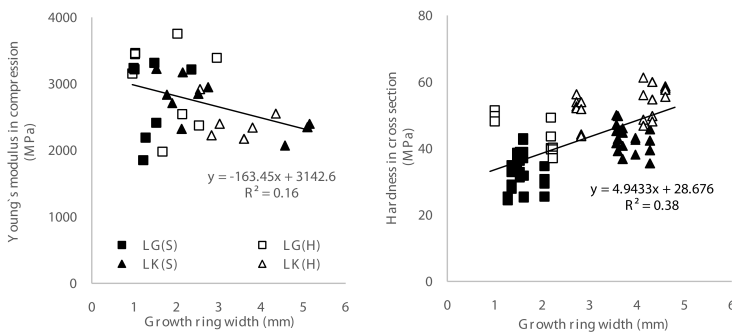 Young`s modulus in compression
(MPa)
4000
3000
2000
1000
0
0 1 2 3 4 5 6
Growth ring width (mm)
y = -163.45x + 3142.6
R² = 0.16
LG(S) LG(H)
LK(S) LK(H)
Hardness in cross section
(MPa)
80
60
40
20
0
0 1 2 3 4 5 6
Growth ring width (mm)
y = 4.9433x + 28.676
R² = 0.38